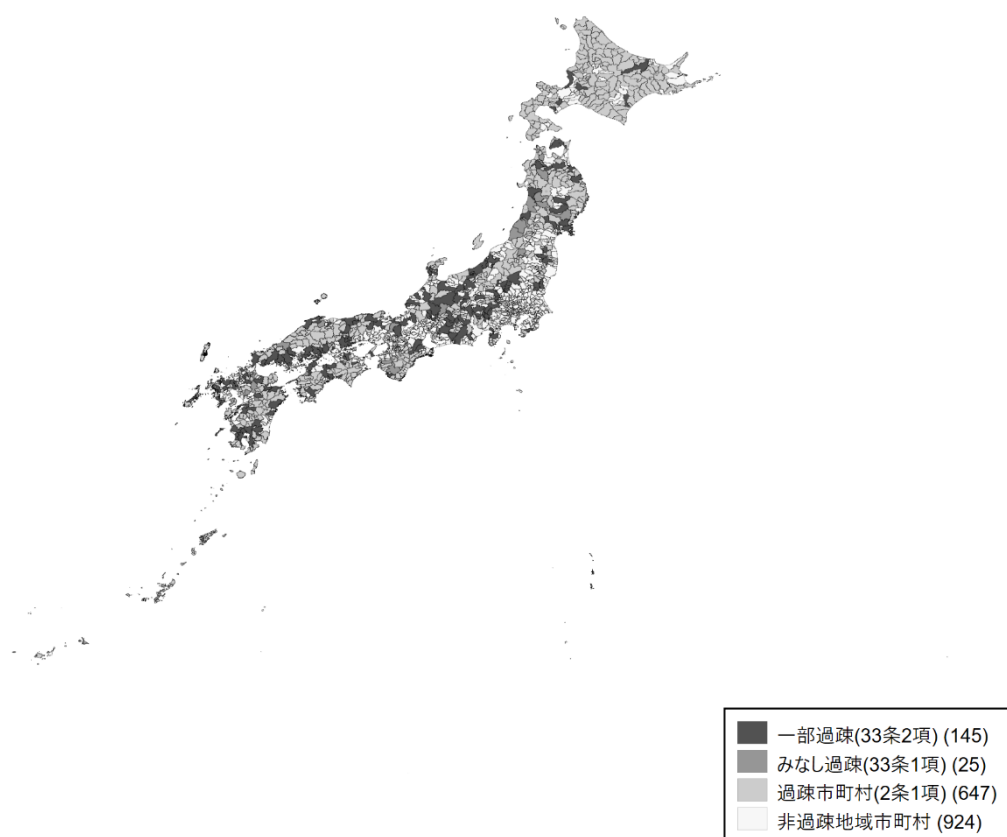 一部過疎(33条2項) (145)
みなし過疎(33条1項) (25)
過疎市町村(2条1項) (647)
非過疎地域市町村 (924)